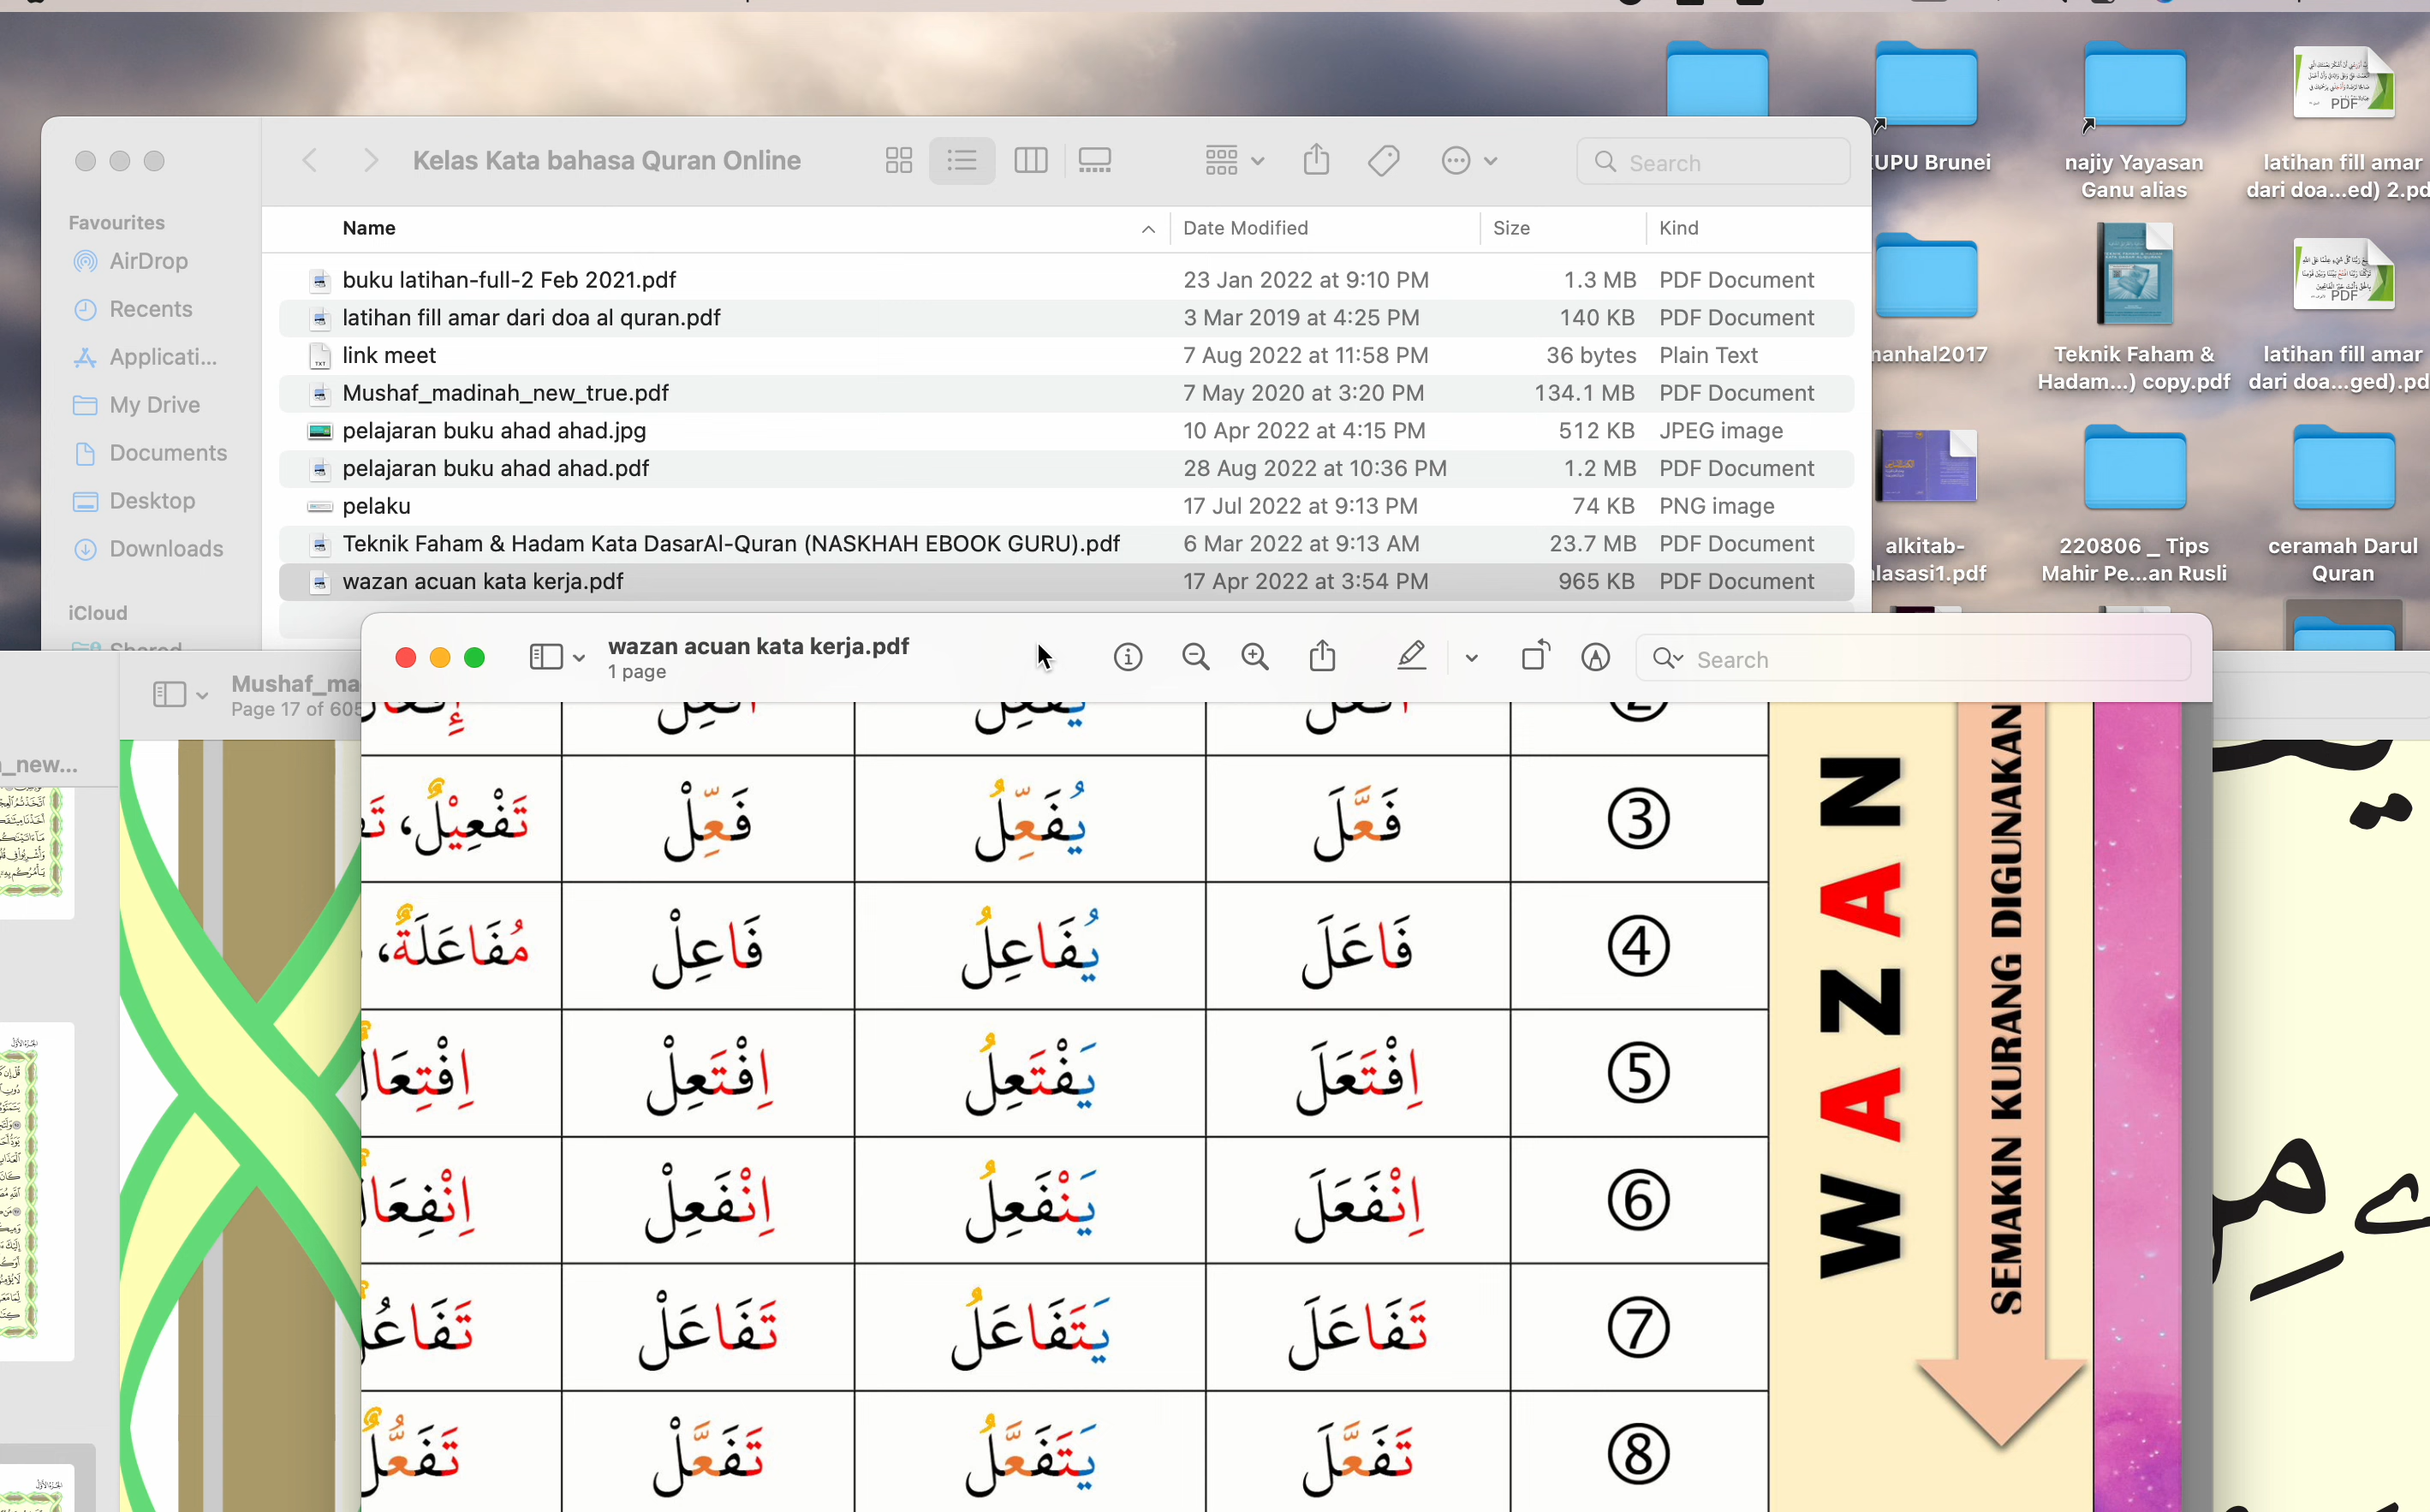 Kelas Kata bahasa Quran Online
Search
Favourites
AirDrop
Recents
Applicati...
My Drive
Documents
Desktop
Downloads
iCloud
Shared
Name Date Modified Size Kind
buku latihan-full-2 Feb 2021.pdf 23 Jan 2022 at 9:10 PM 1.3 MB PDF Document
latihan fill amar dari doa al quran.pdf 3 Mar 2019 at 4:25 PM 140 KB PDF Document
link meet 7 Aug 2022 at 11:58 PM 36 bytes Plain Text
Mushaf_madinah_new_true.pdf 7 May 2020 at 3:20 PM 134.1 MB PDF Document
pelajaran buku ahad ahad.jpg 10 Apr 2022 at 4:15 PM 512 KB JPEG image
pelajaran buku ahad ahad.pdf 28 Aug 2022 at 10:36 PM 1.2 MB PDF Document
pelaku 17 Jul 2022 at 9:13 PM 74 KB PNG image
Teknik Faham & Hadam Kata DasarAl-Quran (NASKHAH EBOOK GURU).pdf 6 Mar 2022 at 9:13 AM 23.7 MB PDF Document
wazan acuan kata kerja.pdf 17 Apr 2022 at 3:54 PM 965 KB PDF Document
UPU Brunei
najiy Yayasan
Ganu alias
PDF
latihan fill amar
dari doa...ed) 2.pd
manhal2017
Teknik Faham &
Hadam...) copy.pdf
PDF
latihan fill amar
dari doa...ged).pd
alkitab-
lasasi1.pdf
220806 _ Tips
Mahir Pe...an Rusli
ceramah Darul
Quran
Mushaf_ma
Page 17 of 605
_new...
wazan acuan kata kerja.pdf
1 page
Search
③ فَعَّلَ يُفَعِّلُ فَعِّلْ تَفْعِيْلٌ،
④ فَاعَلَ يُفَاعِلُ فَاعِلْ مُفَاعَلَةٌ،
⑤ اِفْتَعَلَ يَفْتَعِلُ اِفْتَعِلْ اِفْتِعَالٌ
⑥ اِنْفَعَلَ يَنْفَعِلُ اِنْفَعِلْ اِنْفِعَالٌ
⑦ تَفَاعَلَ يَتَفَاعَلُ تَفَاعَلْ تَفَاعُ
⑧ تَفَعَّلَ يَتَفَعَّلُ تَفَعَّلْ تَفَعُّلٌ
WAZAN
SEMAKIN KURANG DIGUNAKAN